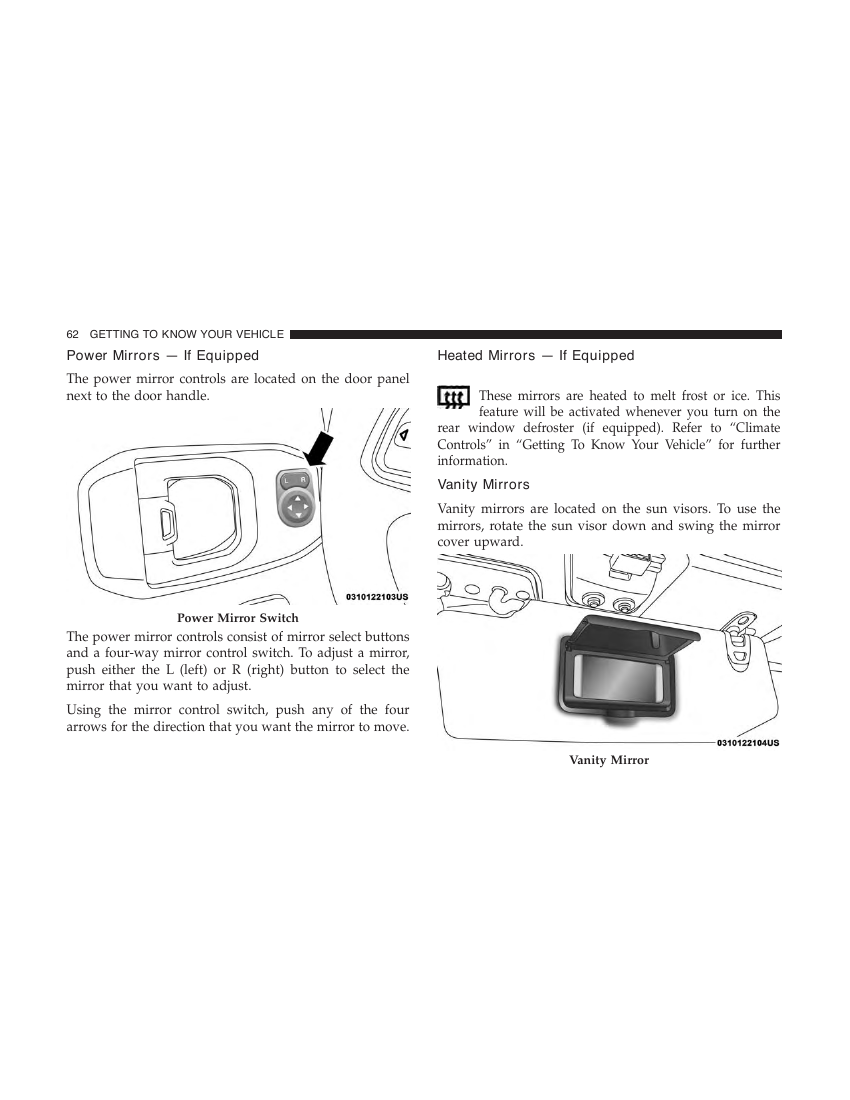 62 GETTING TO KNOW YOUR VEHICLE
Power Mirrors — If Equipped
The power mirror controls are located on the door panel
next to the door handle.
L R
0310122103US
Power Mirror Switch
The power mirror controls consist of mirror select buttons
and a four-way mirror control switch. To adjust a mirror,
push either the L (left) or R (right) button to select the
mirror that you want to adjust.
Using the mirror control switch, push any of the four
arrows for the direction that you want the mirror to move.
Heated Mirrors — If Equipped
These mirrors are heated to melt frost or ice. This
feature will be activated whenever you turn on the
rear window defroster (if equipped). Refer to “Climate
Controls” in “Getting To Know Your Vehicle” for further
information.
Vanity Mirrors
Vanity mirrors are located on the sun visors. To use the
mirrors, rotate the sun visor down and swing the mirror
cover upward.
0310122104US
Vanity Mirror